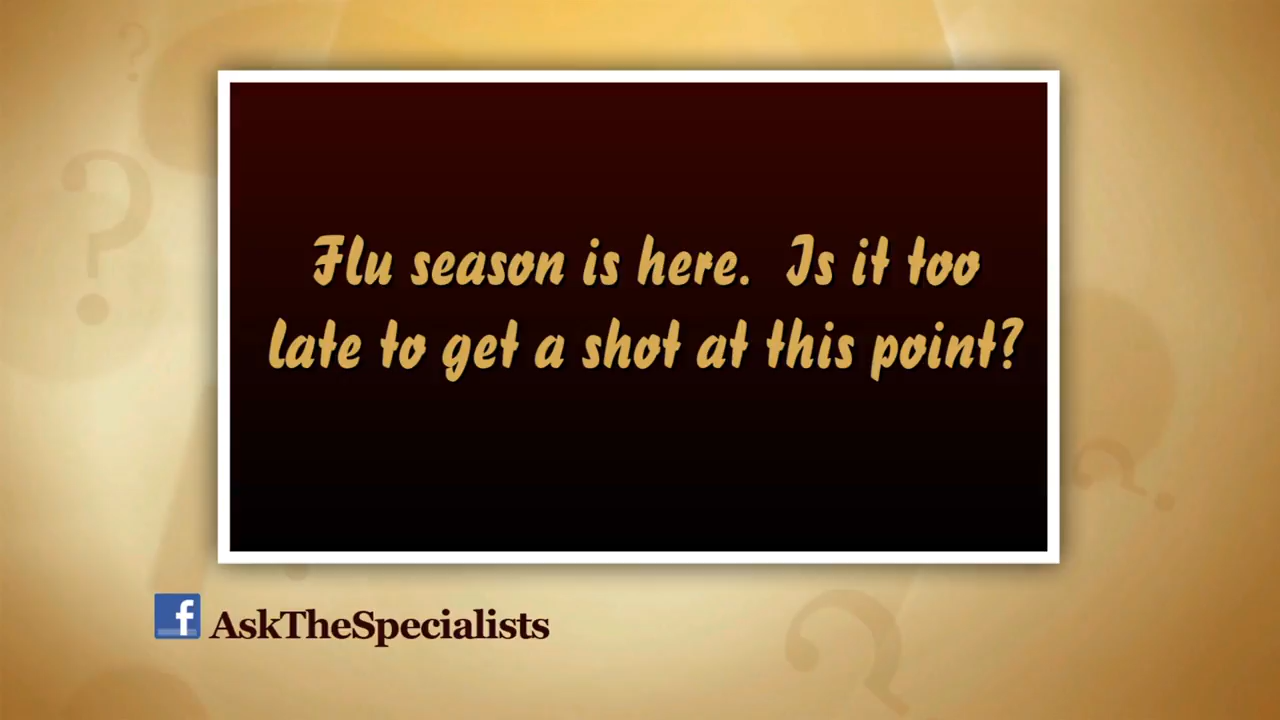 Flu season is here.  Is it too
late to get a shot at this point?
f AskTheSpecialists